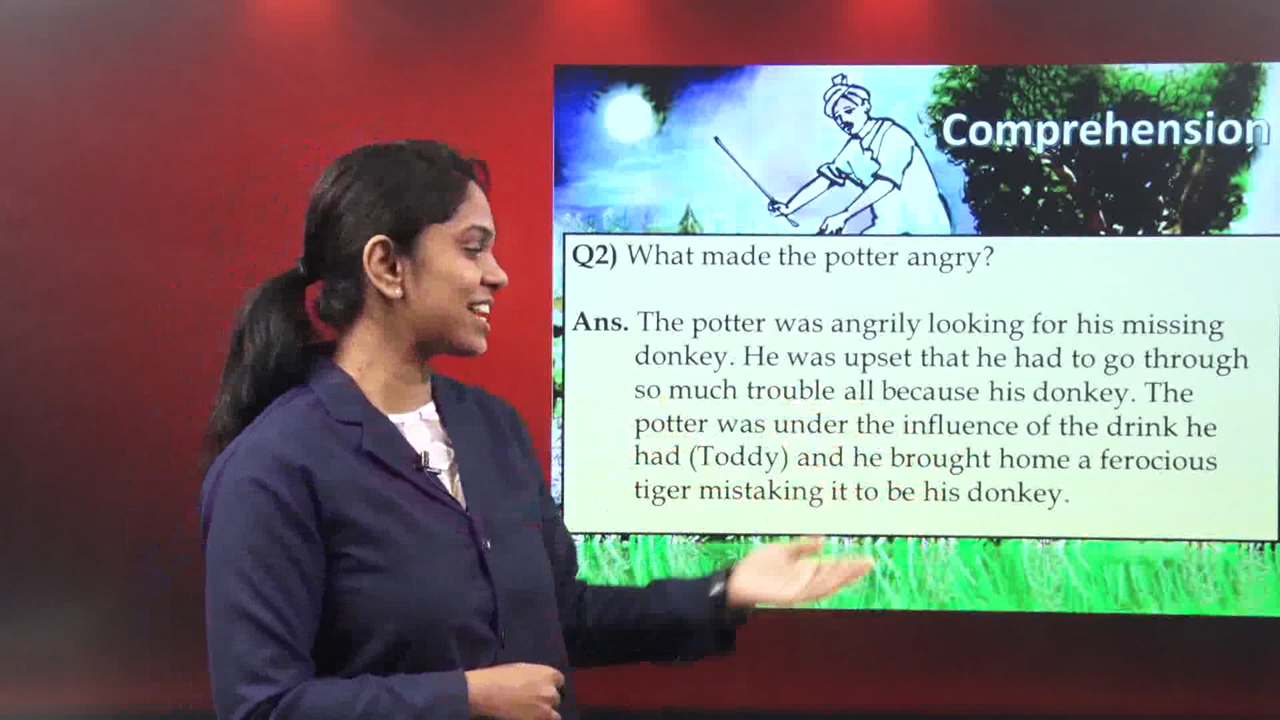 Comprehension
Q2) What made the potter angry?
Ans. The potter was angrily looking for his missing
donkey. He was upset that he had to go through
so much trouble all because his donkey. The
potter was under the influence of the drink he
had (Toddy) and he brought home a ferocious
tiger mistaking it to be his donkey.